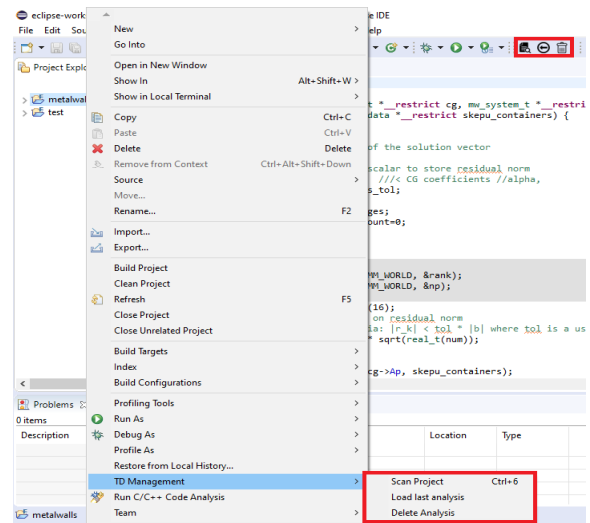 eclipse-work
le IDE
File Edit Sou
elp
Project Explo
metalwal
test
New
Go Into
Open in New Window
Show In Alt+Shift+W >
Show in Local Terminal
Copy Ctrl+C
Paste Ctrl+V
Delete Delete
Remove from Context Ctrl+Alt+Shift+Down
Source
Move...
Rename... F2
Import...
Export...
Build Project
Clean Project
Refresh F5
Close Project
Close Unrelated Project
Build Targets
Index
Build Configurations
Profiling Tools
Run As
Debug As
Profile As
Restore from Local History...
TD Management
Run C/C++ Code Analysis
Team
Scan Project Ctrl+6
Load last analysis
Delete Analysis
t *__restrict cg, mw_system_t *__restri
data *__restrict skepu_containers) {
of the solution vector
scalar to store residual norm
///< CG coefficients //alpha,
s_tol;
ges;
ount=0;
MM_WORLD, &rank);
MM_WORLD, &np);
(16);
on residual norm
ia: |r_k| < tol * |b| where tol is a us
* sqrt(real_t(num));
cg->Ap, skepu_containers);
Problems
0 items
Description Location Type
metalwalls